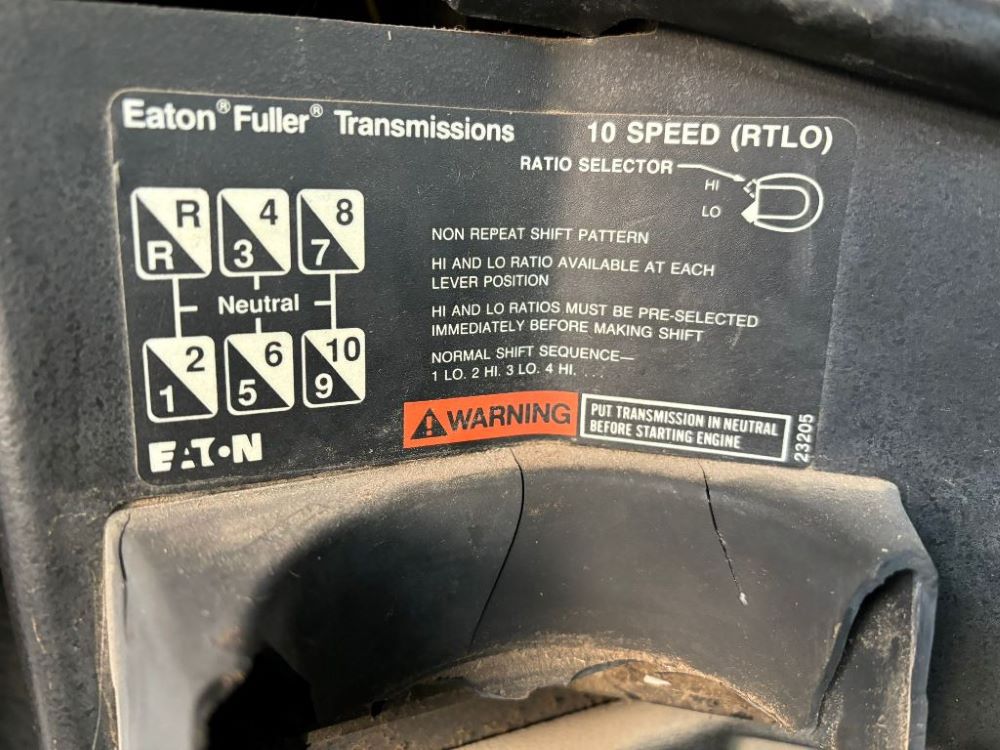 Eaton® Fuller® Transmissions 10 SPEED (RTLO)
RATIO SELECTOR
HI
LO
R 4 8
R 3 7
Neutral
2 6 10
1 5 9
NON REPEAT SHIFT PATTERN
HI AND LO RATIO AVAILABLE AT EACH
LEVER POSITION
HI AND LO RATIOS MUST BE PRE-SELECTED
IMMEDIATELY BEFORE MAKING SHIFT
NORMAL SHIFT SEQUENCE—
1 LO. 2 HI. 3 LO. 4 HI. . . .
WARNING
PUT TRANSMISSION IN NEUTRAL
BEFORE STARTING ENGINE
23205
EATON